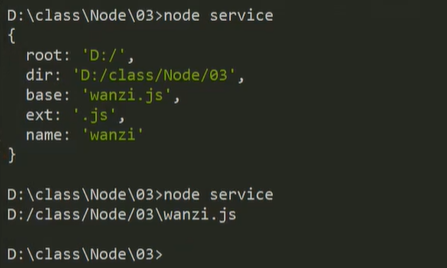 D:\class\Node\03>node service
{
  root: 'D:/',
  dir: 'D:/class/Node/03',
  base: 'wanzi.js',
  ext: '.js',
  name: 'wanzi'
}
D:\class\Node\03>node service
D:/class/Node/03\wanzi.js
D:\class\Node\03>